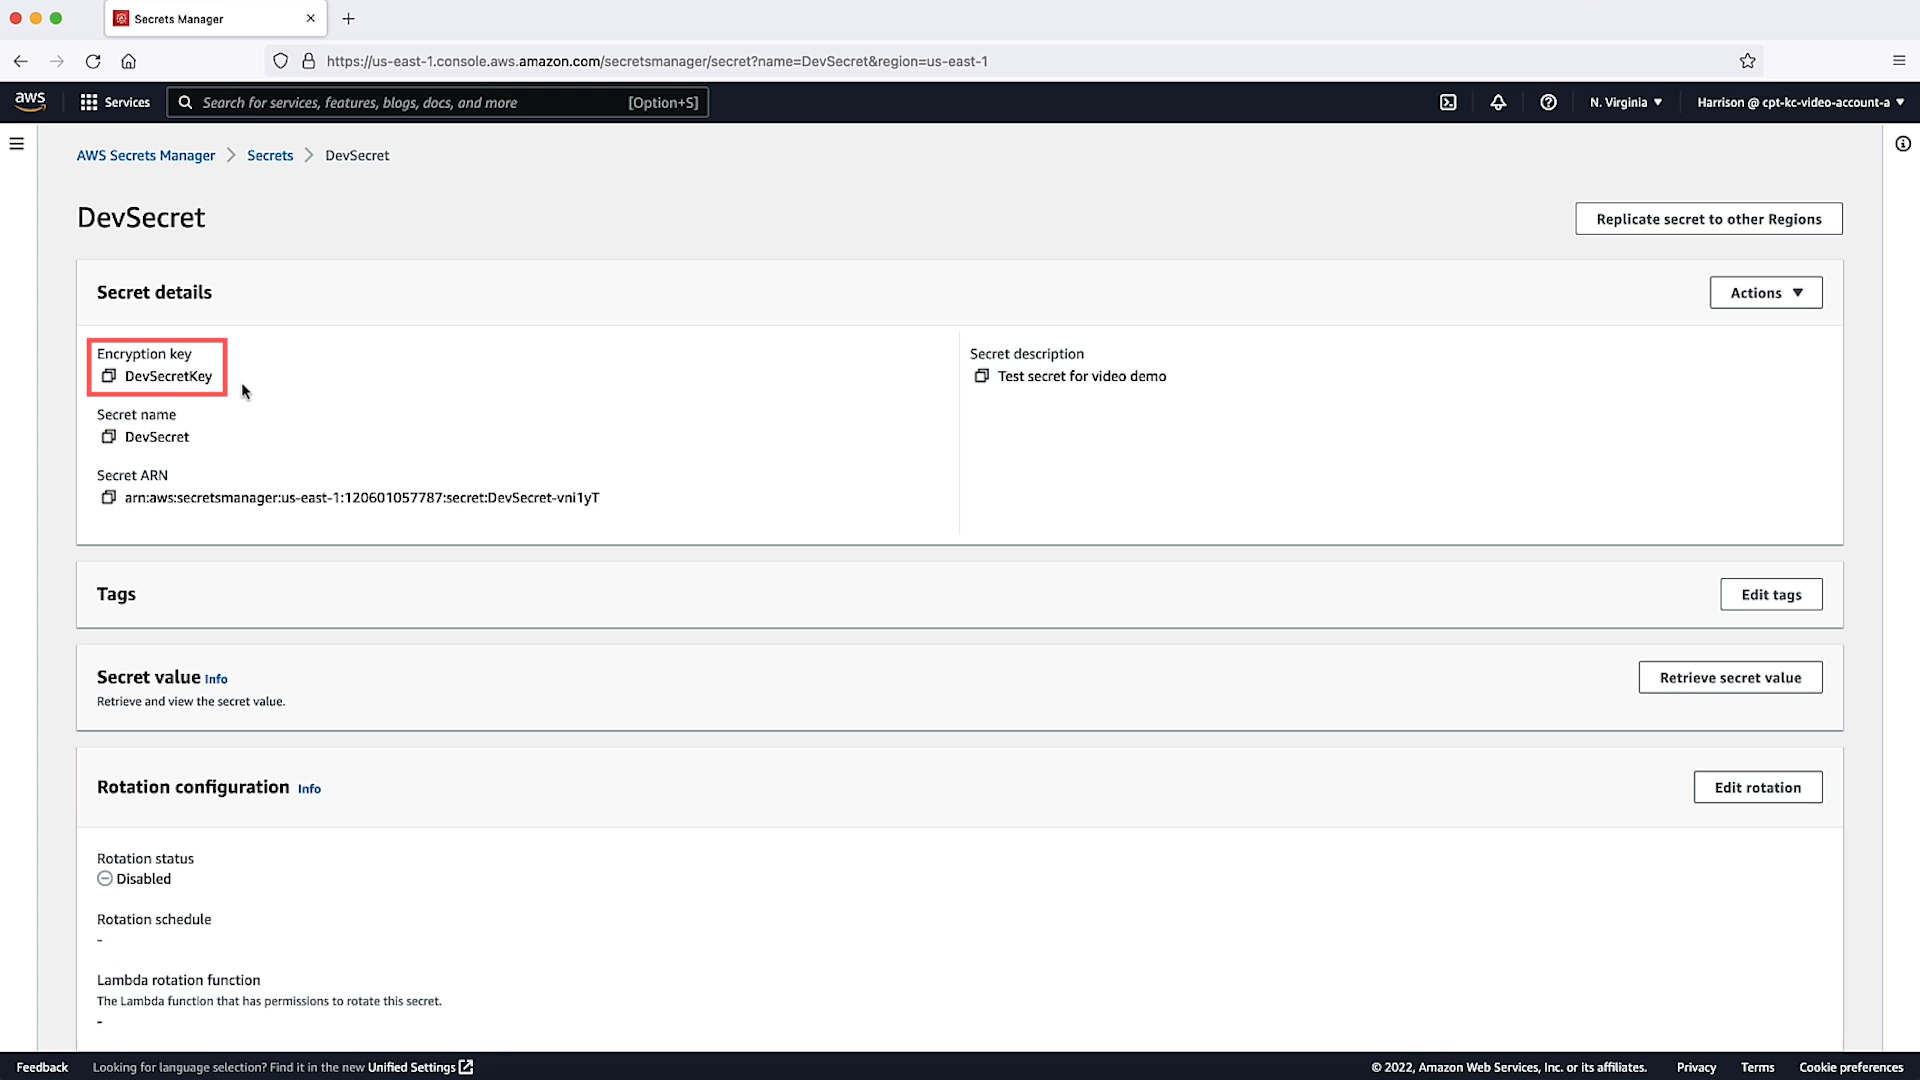 Secrets Manager
https://us-east-1.console.aws.amazon.com/secretsmanager/secret?name=DevSecret&region=us-east-1
aws
Services
Search for services, features, blogs, docs, and more
[Option+S]
N. Virginia
Harrison @ cpt-kc-video-account-a
AWS Secrets Manager
Secrets
DevSecret
DevSecret
Replicate secret to other Regions
Secret details
Actions
Encryption key
DevSecretKey
Secret name
DevSecret
Secret ARN
arn:aws:secretsmanager:us-east-1:120601057787:secret:DevSecret-vni1yT
Secret description
Test secret for video demo
Tags
Edit tags
Secret value Info
Retrieve and view the secret value.
Retrieve secret value
Rotation configuration Info
Edit rotation
Rotation status
Disabled
Rotation schedule
-
Lambda rotation function
The Lambda function that has permissions to rotate this secret.
-
Feedback
Looking for language selection? Find it in the new Unified Settings
© 2022, Amazon Web Services, Inc. or its affiliates.
Privacy
Terms
Cookie preferences